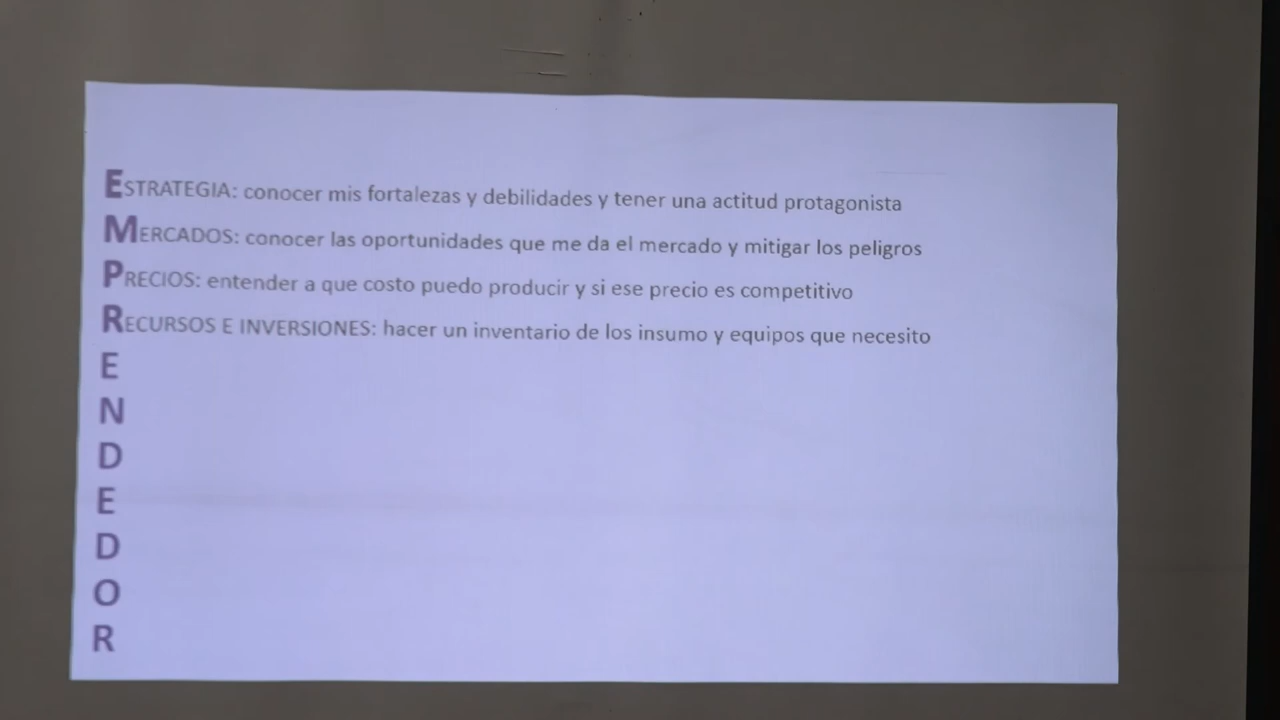 ESTRATEGIA: conocer mis fortalezas y debilidades y tener una actitud protagonista
MERCADOS: conocer las oportunidades que me da el mercado y mitigar los peligros
PRECIOS: entender a que costo puedo producir y si ese precio es competitivo
RECURSOS E INVERSIONES: hacer un inventario de los insumo y equipos que necesito
E
N
D
E
D
O
R